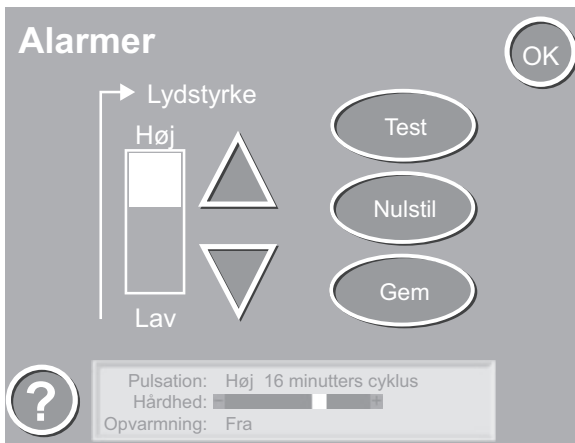 Alarmer
OK
Lydstyrke
Høj
Lav
Test
Nulstil
Gem
?
Pulsation: Høj 16 minutters cyklus
Hårdhed: - +
Opvarmning: Fra